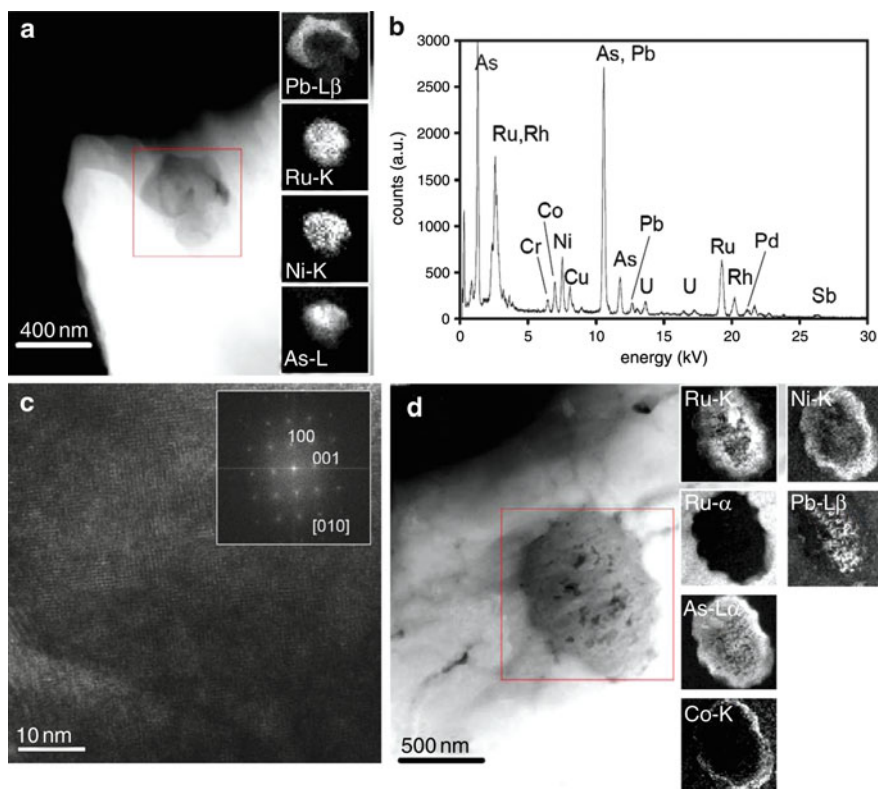 a
Pb-Lβ
Ru-K
Ni-K
As-L
400 nm
b
3000
2500
2000
1500
1000
500
0
counts (a.u.)
As
Ru,Rh
Cr
Co
Ni
Cu
As, Pb
As
Pb
U
U
Ru
Rh
Pd
Sb
0 5 10 15 20 25 30
energy (kV)
c
100
001
[010]
10 nm
d
Ru-K
Ni-K
Ru-α
Pb-Lβ
As-Lα
Co-K
500 nm